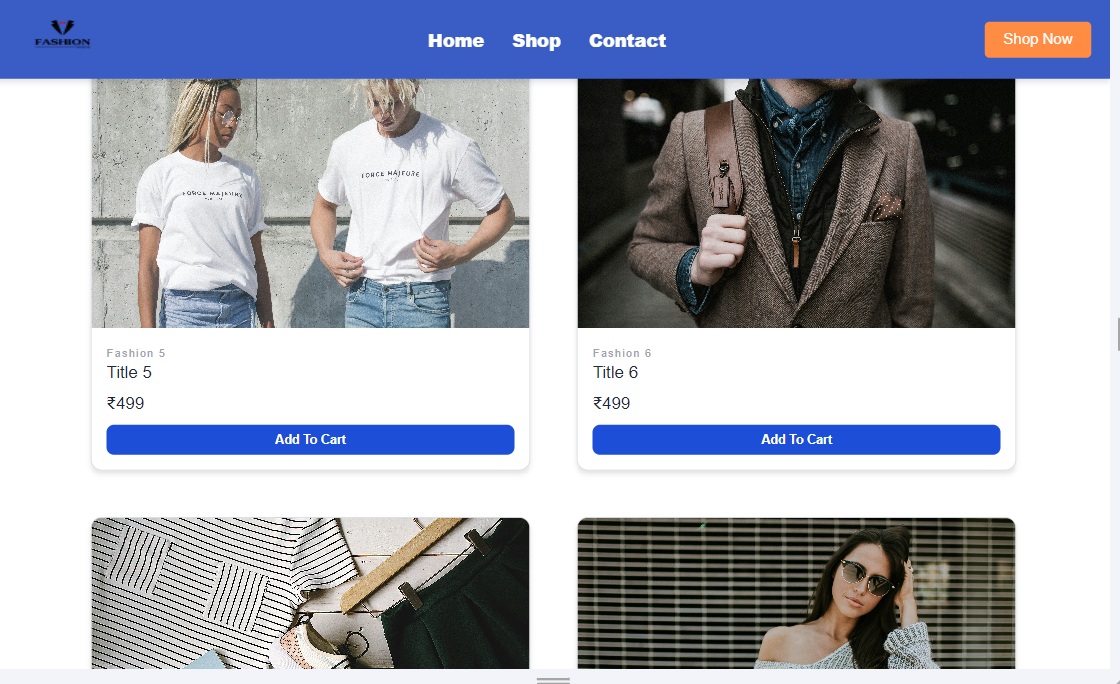 FASHION
Home
Shop
Contact
Shop Now
FORCE MAJEURE
FORCE MAJEURE
Fashion 5
Title 5
₹499
Add To Cart
Fashion 6
Title 6
₹499
Add To Cart